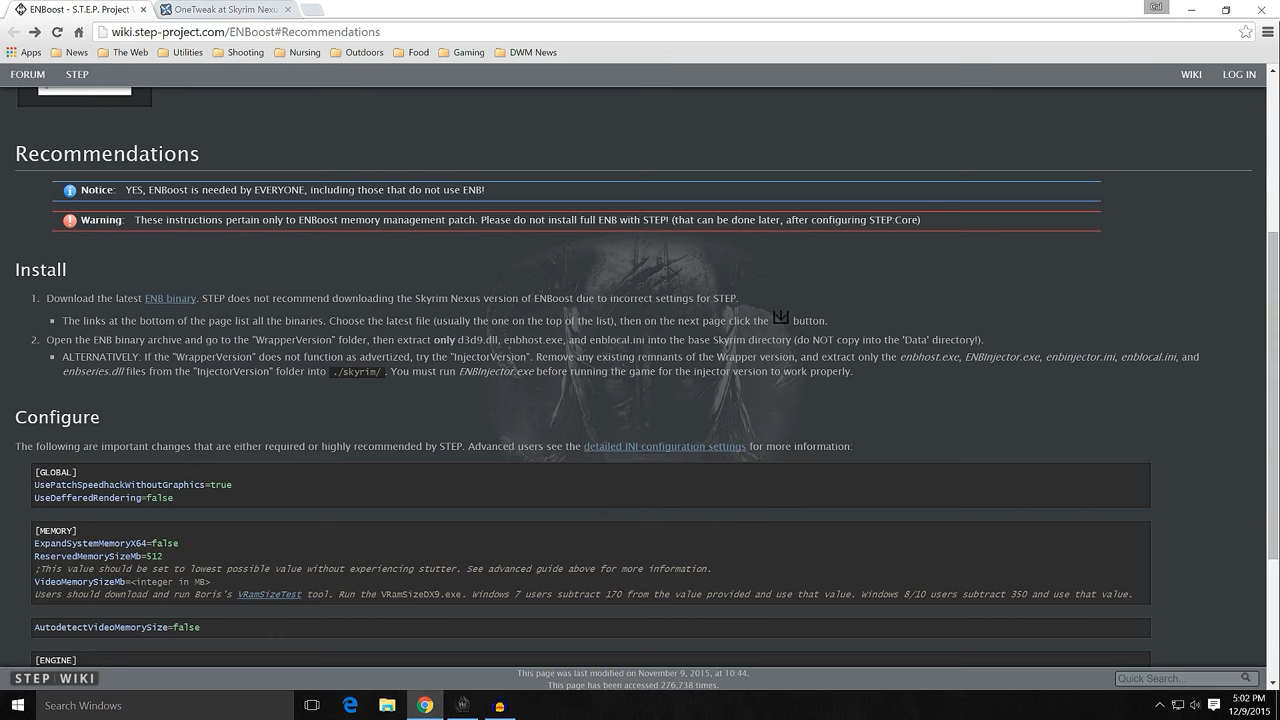 ENBoost - S.T.E.P. Project
OneTweak at Skyrim Nexu
wiki.step-project.com/ENBoost#Recommendations
Apps News The Web Utilities Shooting Nursing Outdoors Food Gaming DWM News
FORUM STEP WIKI LOG IN
Recommendations
Notice: YES, ENBoost is needed by EVERYONE, including those that do not use ENB!
Warning: These instructions pertain only to ENBoost memory management patch. Please do not install full ENB with STEP! (that can be done later, after configuring STEP:Core)
Install
1. Download the latest ENB binary. STEP does not recommend downloading the Skyrim Nexus version of ENBoost due to incorrect settings for STEP.
The links at the bottom of the page list all the binaries. Choose the latest file (usually the one on the top of the list), then on the next page click the button.
2. Open the ENB binary archive and go to the "WrapperVersion" folder, then extract only d3d9.dll, enbhost.exe, and enblocal.ini into the base Skyrim directory (do NOT copy into the 'Data' directory!).
ALTERNATIVELY: If the "WrapperVersion" does not function as advertized, try the "InjectorVersion". Remove any existing remnants of the Wrapper version, and extract only the enbhost.exe, ENBInjector.exe, enbinjector.ini, enblocal.ini, and
enbseries.dll files from the "InjectorVersion" folder into ./skyrim/ . You must run ENBInjector.exe before running the game for the injector version to work properly.
Configure
The following are important changes that are either required or highly recommended by STEP. Advanced users see the detailed INI configuration settings for more information:
[GLOBAL]
UsePatchSpeedhackWithoutGraphics=true
UseDefferedRendering=false
[MEMORY]
ExpandSystemMemoryX64=false
ReservedMemorySizeMb=512
;This value should be set to lowest possible value without experiencing stutter. See advanced guide above for more information.
VideoMemorySizeMb=<integer in MB>
Users should download and run Boris's VRamSizeTest tool. Run the VRamSizeDX9.exe. Windows 7 users subtract 170 from the value provided and use that value. Windows 8/10 users subtract 350 and use that value.
AutodetectVideoMemorySize=false
[ENGINE]
STEP WIKI
This page was last modified on November 9, 2015, at 10:44.
This page has been accessed 276,738 times.
Quick Search...
Search Windows
5:02 PM
12/9/2015